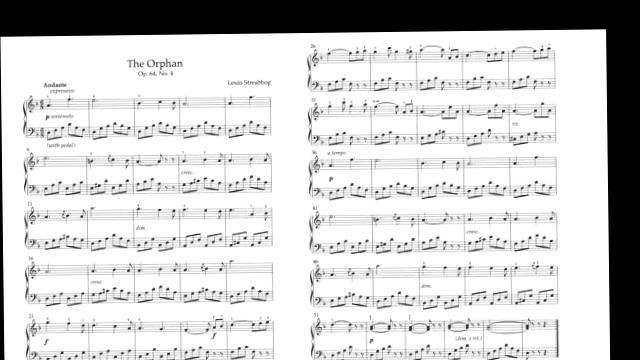 The Orphan
Op. 64, No. 4
Louis Streabbog
Andante
espressivo
p sostenuto
(with pedal)
6
cresc.
11
dim.
16
cresc.
21
f
f
26
31
rit.
36
a tempo
p
41
cresc.
46
dim.
51
p
p
(dim. e rit.)